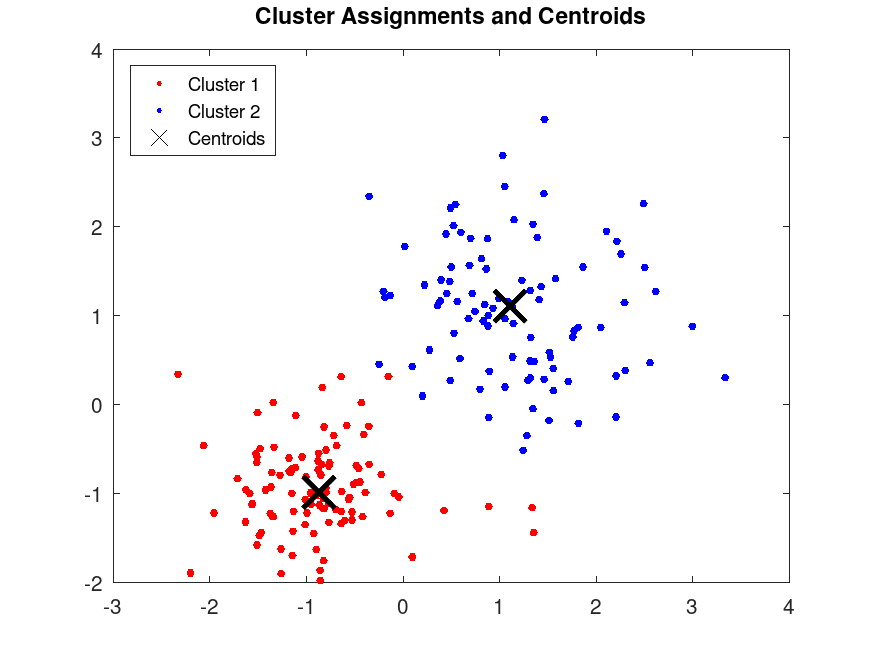 Cluster Assignments and Centroids
4
3
2
1
0
-1
-2
-3 -2 -1 0 1 2 3 4
Cluster 1
Cluster 2
Centroids